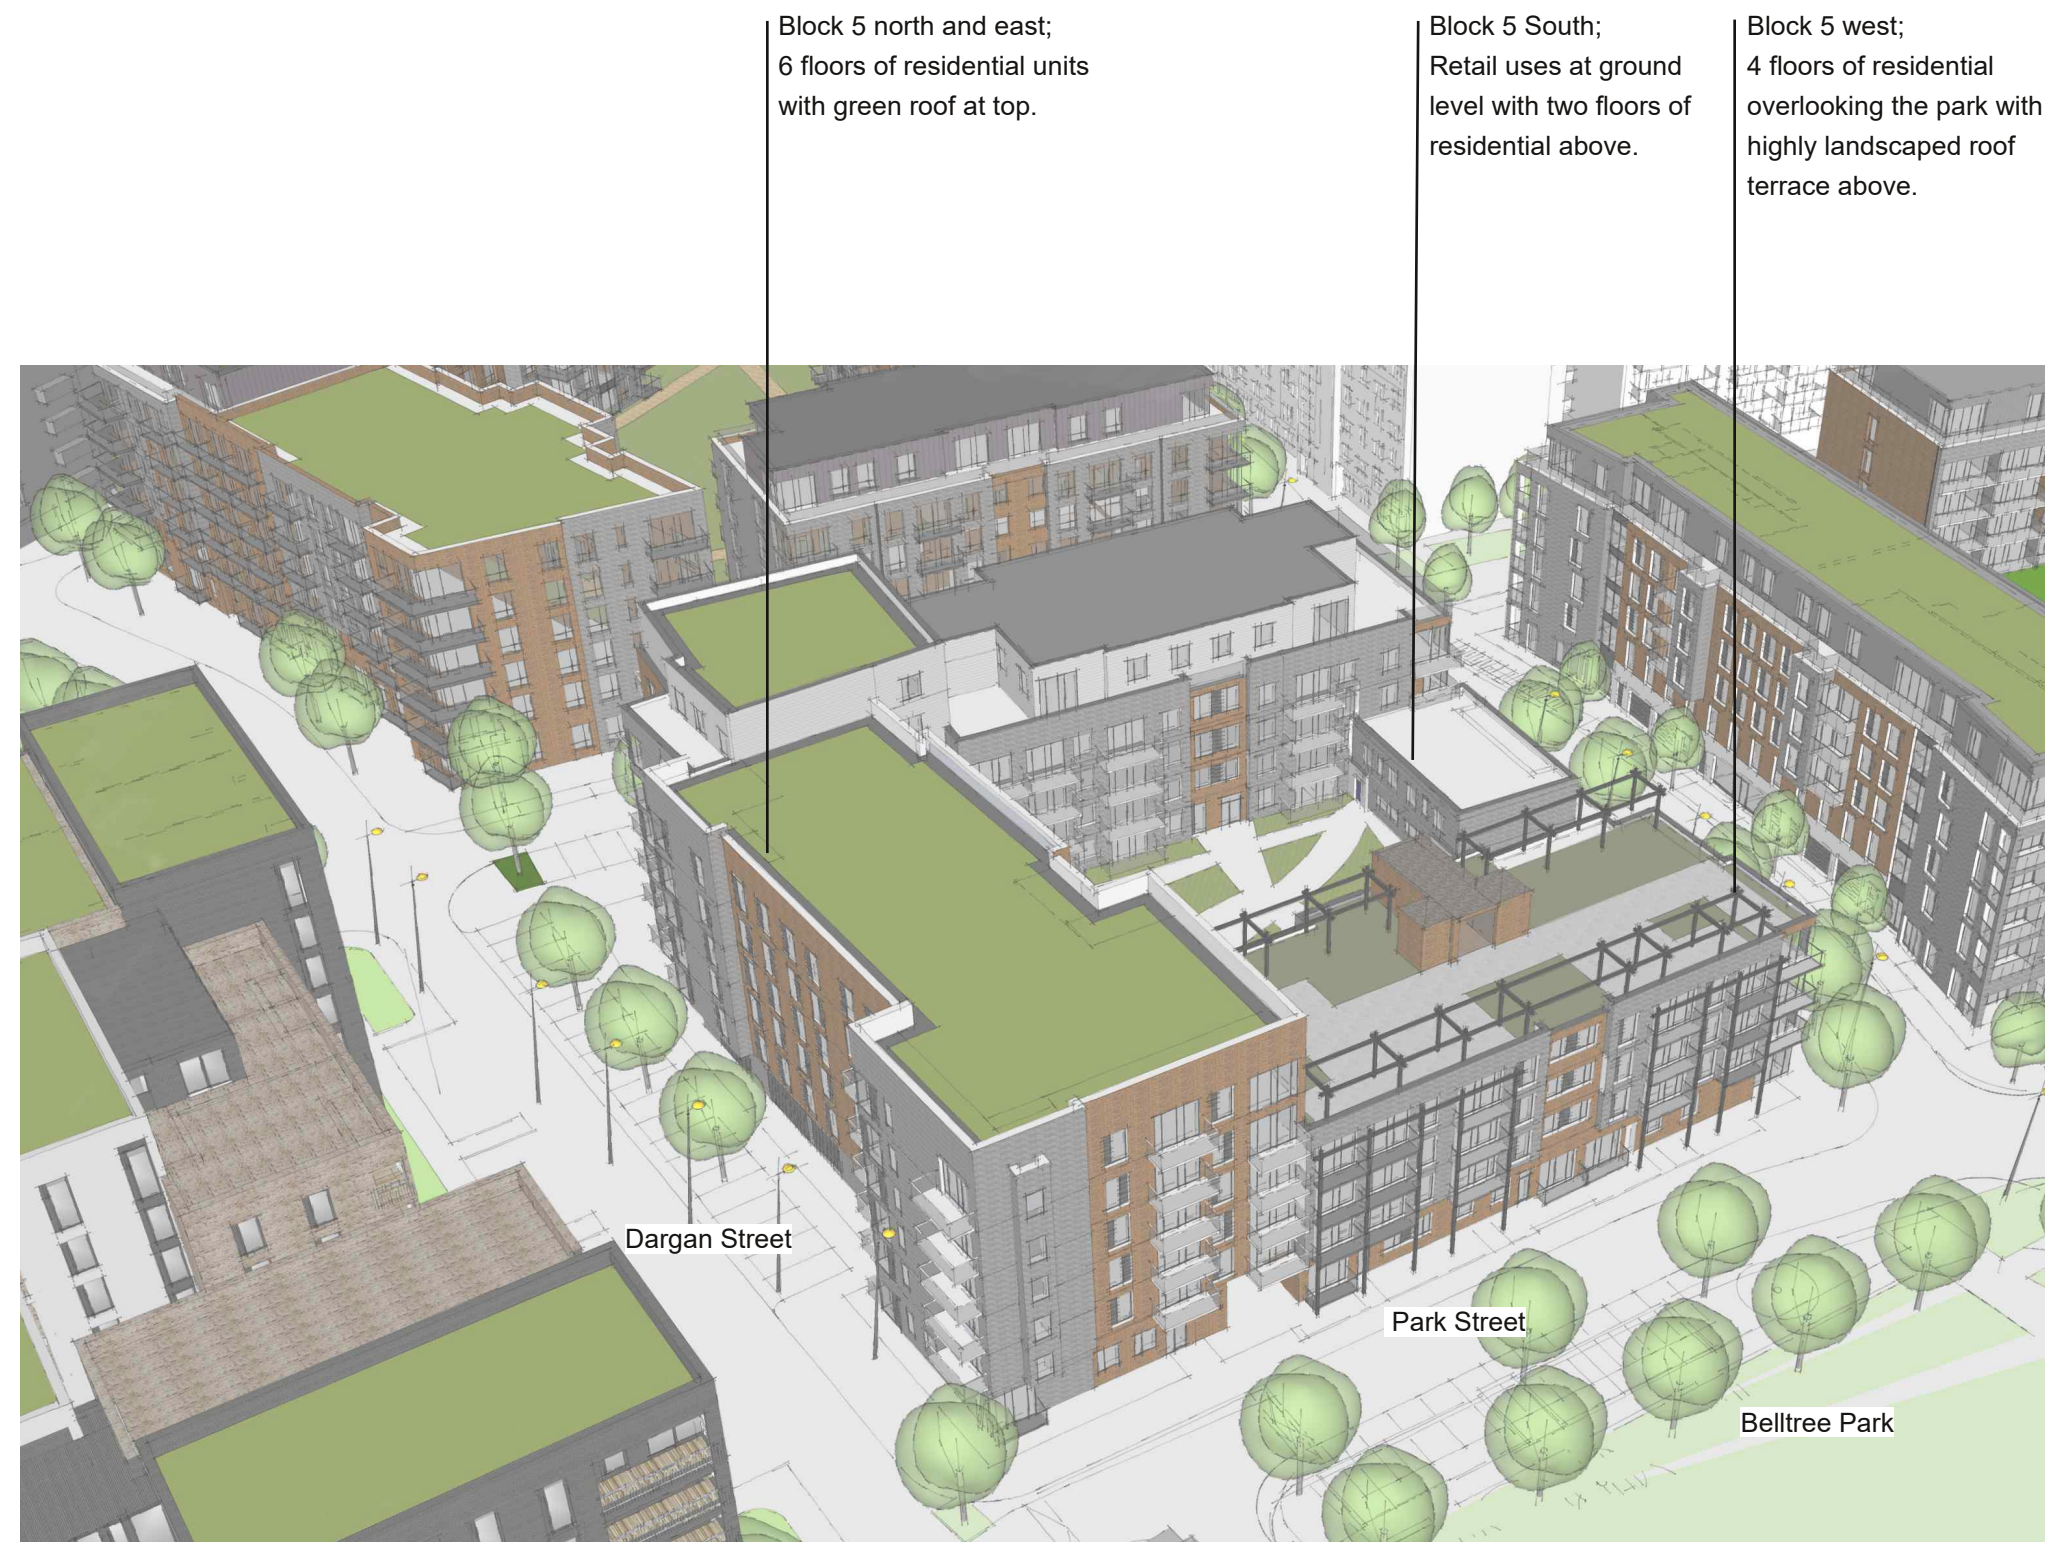 Block 5 north and east;
6 floors of residential units
with green roof at top.
Block 5 South;
Retail uses at ground
level with two floors of
residential above.
Block 5 west;
4 floors of residential
overlooking the park with
highly landscaped roof
terrace above.
Dargan Street
Park Street
Belltree Park